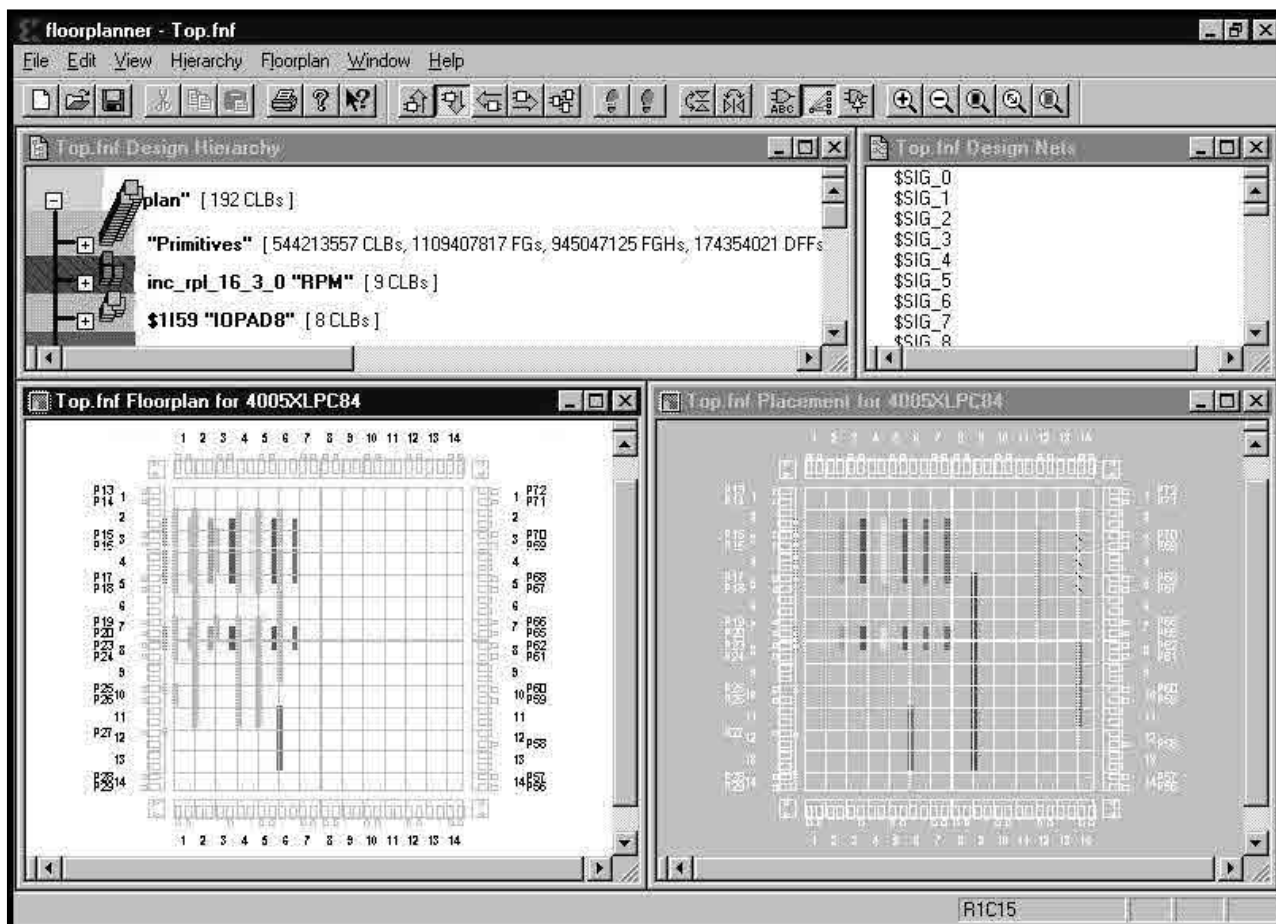 floorplanner - Top.fnf
File Edit View Hierarchy Floorplan Window Help
ABC
Top.fnf Design Hierarchy
plan" [ 192 CLBs ]
"Primitives" [ 544213557 CLBs, 1109407817 FGs, 945047125 FGHs, 174354021 DFFs
inc_rpl_16_3_0 "RPM" [ 9 CLBs ]
$1I59 "IOPAD8" [ 8 CLBs ]
Top.fnf Design Nets
$SIG_0
$SIG_1
$SIG_2
$SIG_3
$SIG_4
$SIG_5
$SIG_6
$SIG_7
$SIG_8
Top.fnf Floorplan for 4005XLPC84
1 2 3 4 5 6 7 8 9 10 11 12 13 14
P13 1 1 P72
P14 P71
2 2
P15 3 3 P70
P16 P69
4 4
P17 5 5 P68
P18 P67
6 6
P19 7 7 P66
P20 P65
P23 8 8 P62
P24 P61
9 9
P25 10 10 P60
P26 P59
11 11
P27 12 12 P58
13 13
P28 14 14 P57
P29 P56
1 2 3 4 5 6 7 8 9 10 11 12 13 14
Top.fnf Placement for 4005XLPC84
R1C15